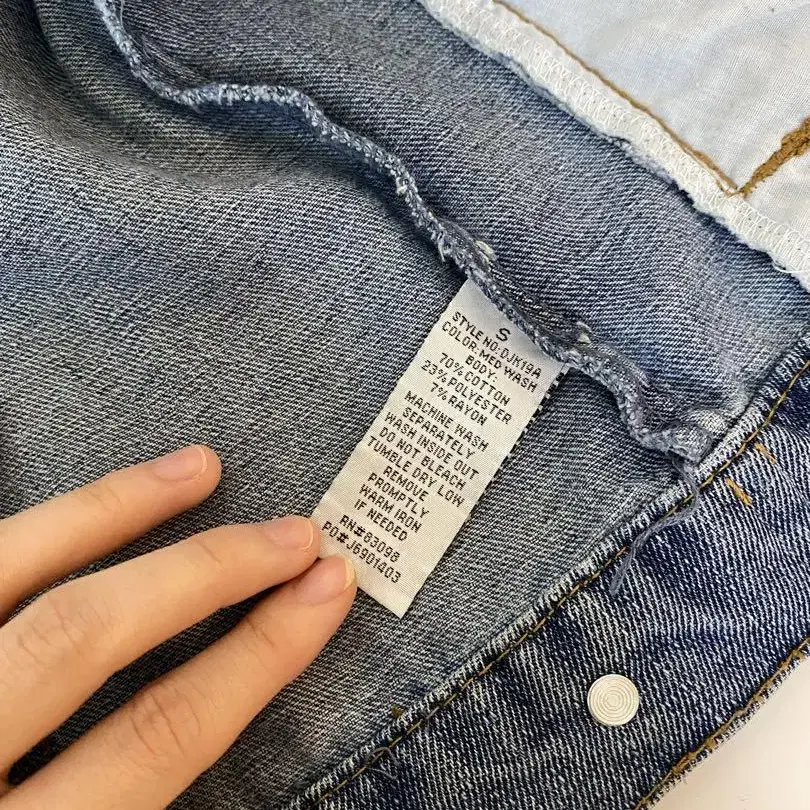 S
STYLE NO:DJK19A
COLOR:MED WASH
BODY:
70%COTTON
23%POLYESTER
7%RAYON
MACHINE WASH
SEPARATELY
WASH INSIDE OUT
DO NOT BLEACH
TUMBLE DRY LOW
REMOVE
PROMPTLY
WARM IRON
IF NEEDED
RN#63098
PO#J6901403